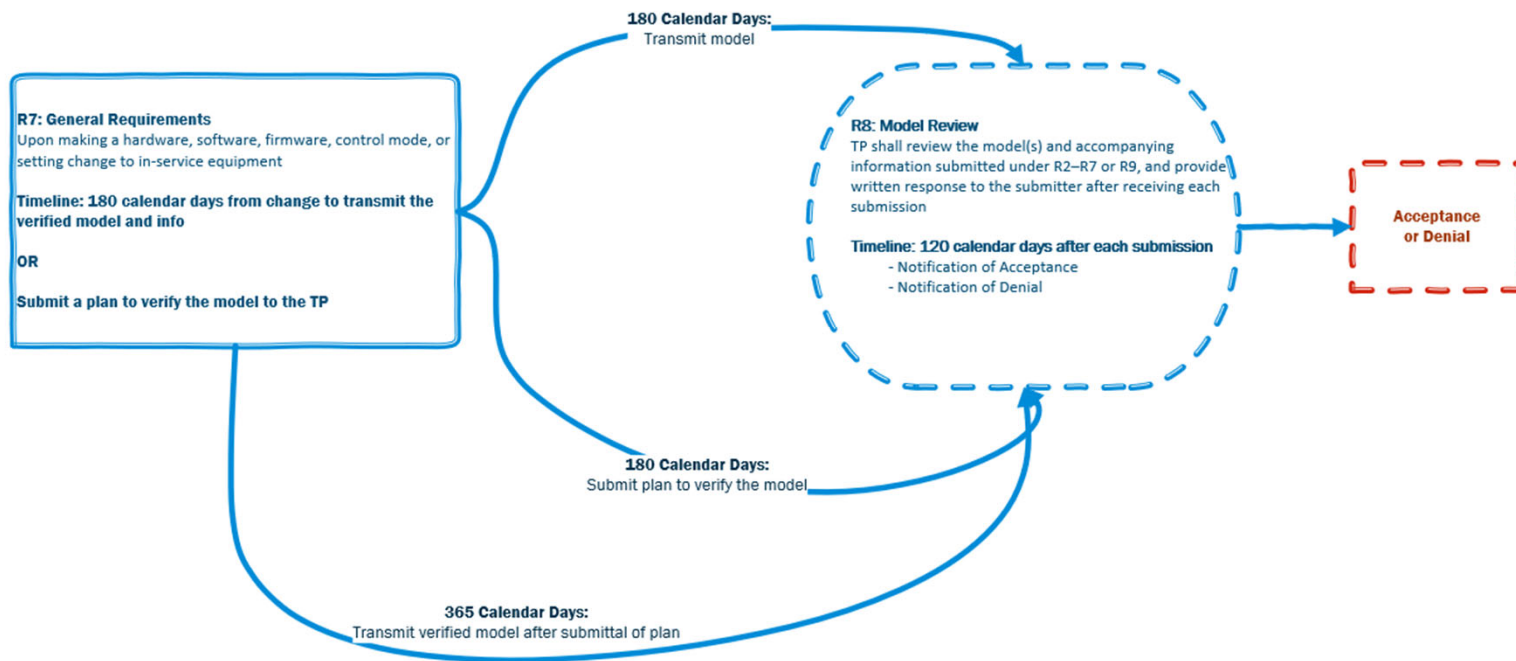 180 Calendar Days:
Transmit model
R7: General Requirements
Upon making a hardware, software, firmware, control mode, or
setting change to in-service equipment
Timeline: 180 calendar days from change to transmit the
verified model and info
OR
Submit a plan to verify the model to the TP
R8: Model Review
TP shall review the model(s) and accompanying
information submitted under R2–R7 or R9, and provide
written response to the submitter after receiving each
submission
Timeline: 120 calendar days after each submission
- Notification of Acceptance
- Notification of Denial
Acceptance
or Denial
180 Calendar Days:
Submit plan to verify the model
365 Calendar Days:
Transmit verified model after submittal of plan